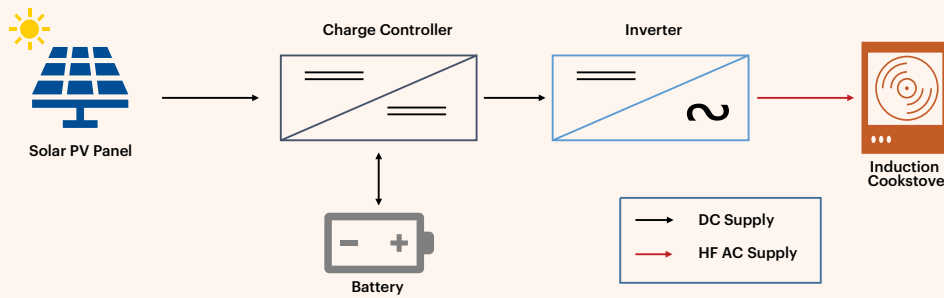 Charge Controller
Inverter
Solar PV Panel
Induction
Cookstove
Battery
DC Supply
HF AC Supply